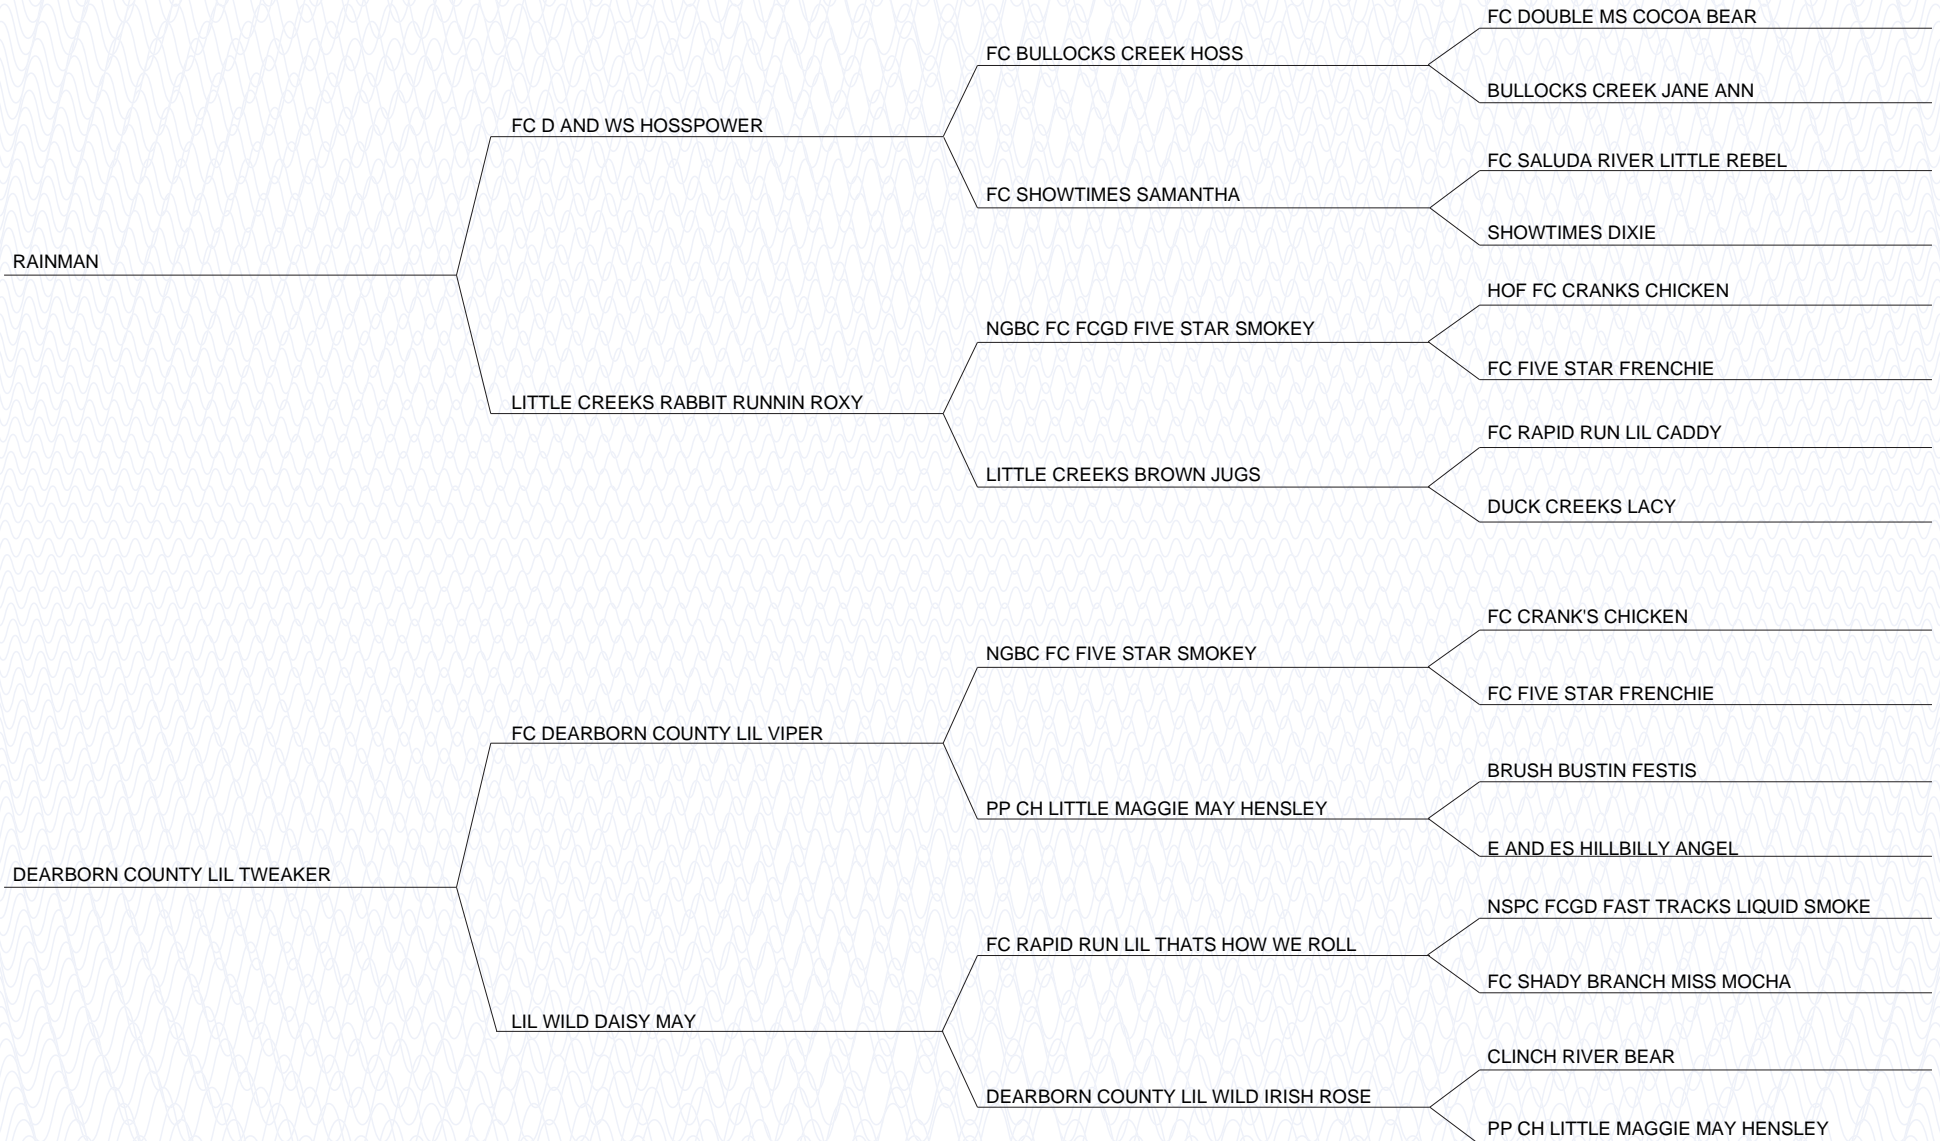 FC DOUBLE MS COCOA BEAR
FC BULLOCKS CREEK HOSS
BULLOCKS CREEK JANE ANN
FC D AND WS HOSSPOWER
FC SALUDA RIVER LITTLE REBEL
FC SHOWTIMES SAMANTHA
SHOWTIMES DIXIE
RAINMAN
HOF FC CRANKS CHICKEN
NGBC FC FCGD FIVE STAR SMOKEY
FC FIVE STAR FRENCHIE
LITTLE CREEKS RABBIT RUNNIN ROXY
FC RAPID RUN LIL CADDY
LITTLE CREEKS BROWN JUGS
DUCK CREEKS LACY
FC CRANK'S CHICKEN
NGBC FC FIVE STAR SMOKEY
FC FIVE STAR FRENCHIE
FC DEARBORN COUNTY LIL VIPER
BRUSH BUSTIN FESTIS
PP CH LITTLE MAGGIE MAY HENSLEY
E AND ES HILLBILLY ANGEL
DEARBORN COUNTY LIL TWEAKER
NSPC FCGD FAST TRACKS LIQUID SMOKE
FC RAPID RUN LIL THATS HOW WE ROLL
FC SHADY BRANCH MISS MOCHA
LIL WILD DAISY MAY
CLINCH RIVER BEAR
DEARBORN COUNTY LIL WILD IRISH ROSE
PP CH LITTLE MAGGIE MAY HENSLEY